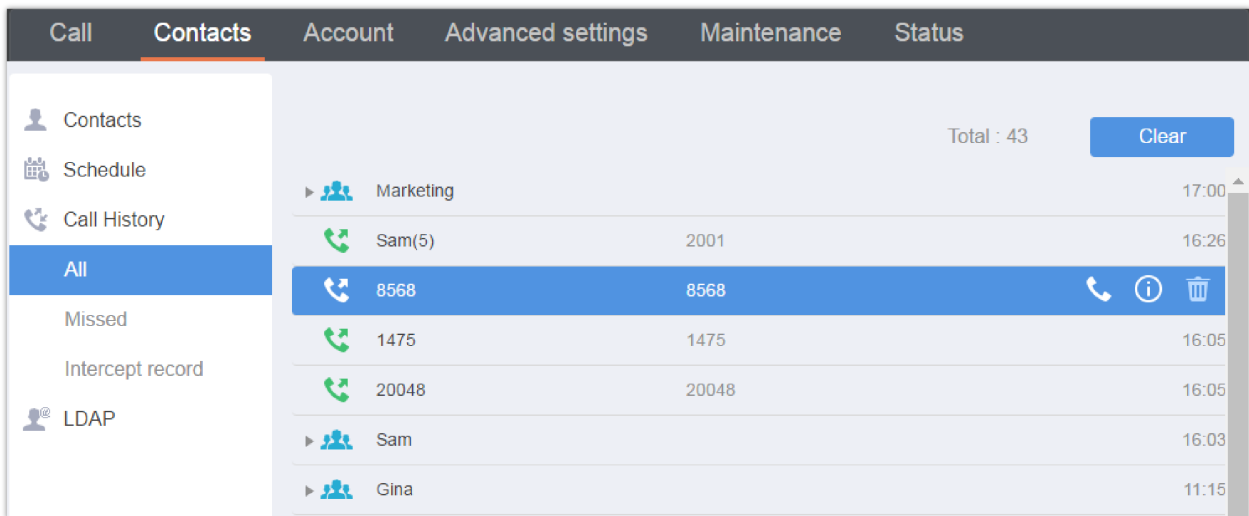 Call Contacts Account Advanced settings Maintenance Status
Contacts
Schedule
Call History
All
Missed
Intercept record
LDAP
Total : 43 Clear
Marketing 17:00
Sam(5) 2001 16:26
8568 8568
1475 1475 16:05
20048 20048 16:05
Sam 16:03
Gina 11:15